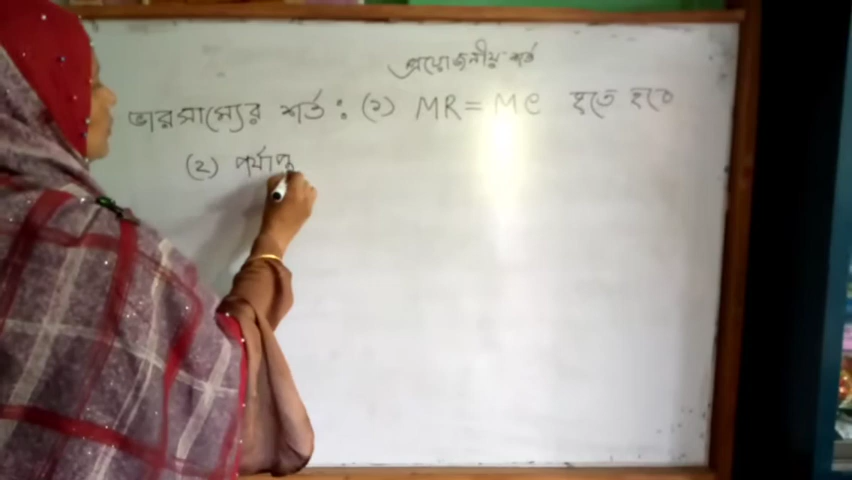 প্রয়োজনীয় শর্ত
ভারসাম্যের শর্ত : (১) MR = MC হতে হবে
(২) পর্যাপ্ত